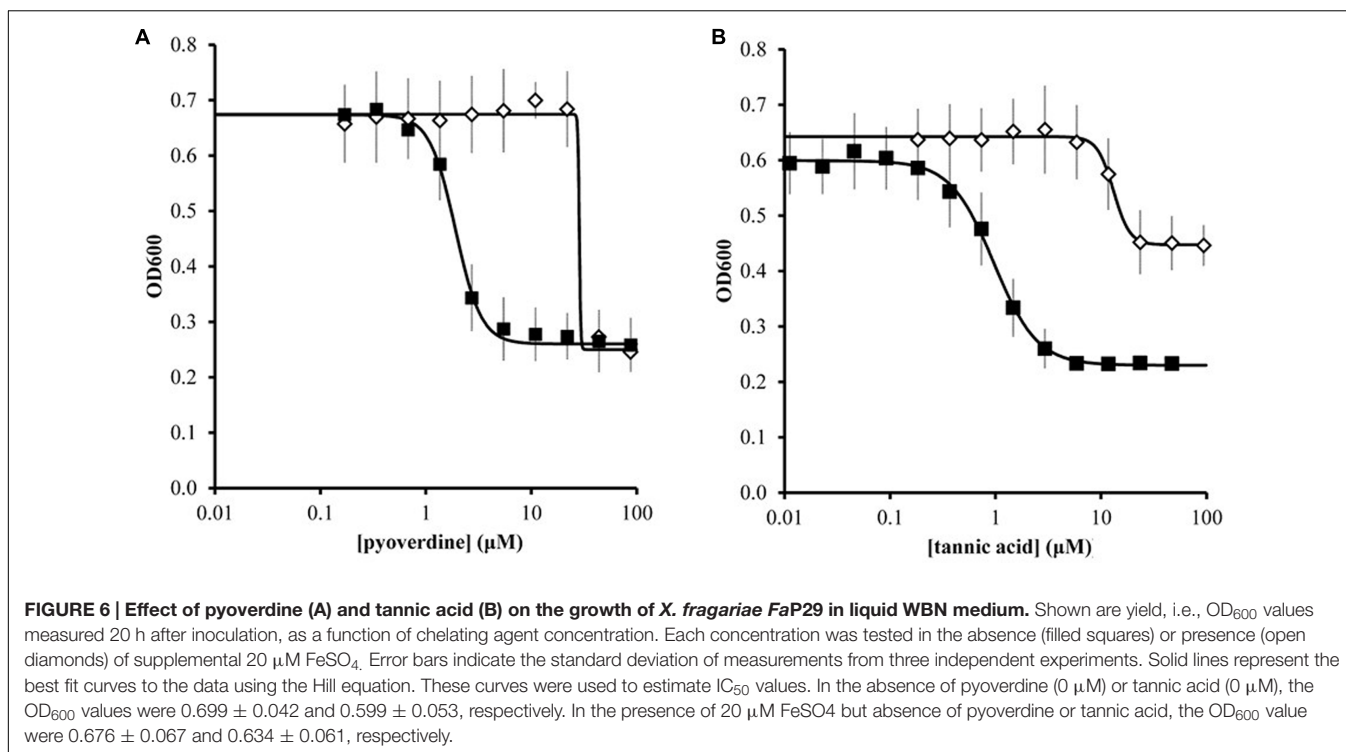 A
B
0.8
0.7
0.6
0.5
0.4
0.3
0.2
0.1
0.0
OD600
0.01
0.1
1
10
100
[pyoverdine] (µM)
0.8
0.7
0.6
0.5
0.4
0.3
0.2
0.1
0.0
OD600
0.01
0.1
1
10
100
[tannic acid] (µM)
FIGURE 6 | Effect of pyoverdine (A) and tannic acid (B) on the growth of X. fragariae FaP29 in liquid WBN medium. Shown are yield, i.e., OD600 values
measured 20 h after inoculation, as a function of chelating agent concentration. Each concentration was tested in the absence (filled squares) or presence (open
diamonds) of supplemental 20 µM FeSO4. Error bars indicate the standard deviation of measurements from three independent experiments. Solid lines represent the
best fit curves to the data using the Hill equation. These curves were used to estimate IC50 values. In the absence of pyoverdine (0 µM) or tannic acid (0 µM), the
OD600 values were 0.699 ± 0.042 and 0.599 ± 0.053, respectively. In the presence of 20 µM FeSO4 but absence of pyoverdine or tannic acid, the OD600 value
were 0.676 ± 0.067 and 0.634 ± 0.061, respectively.